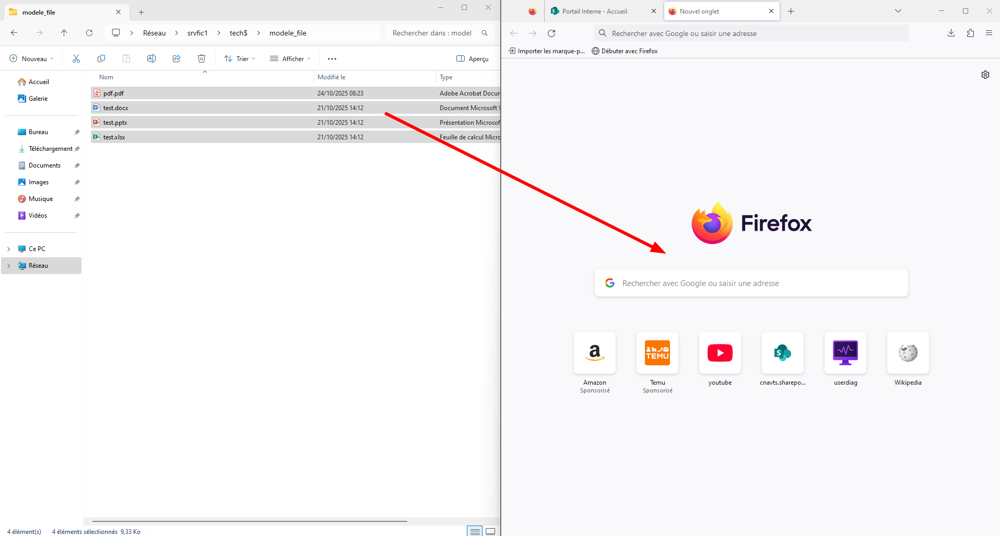 modele_file
Réseau
srvfic1
tech$
modele_file
Rechercher dans : model
Nouveau
Trier
Afficher
Aperçu
Accueil
Galerie
Bureau
Téléchargement
Documents
Images
Musique
Vidéos
Ce PC
Réseau
Nom Modifié le Type
pdf.pdf 24/10/2025 08:23 Adobe Acrobat Docum
test.docx 21/10/2025 14:12 Document Microsoft W
test.pptx 21/10/2025 14:12 Présentation Microsof
test.xlsx 21/10/2025 14:12 Feuille de calcul Micro
4 élément(s) 4 éléments sélectionnés 9,33 Ko
Portail Interne - Accueil
Nouvel onglet
Rechercher avec Google ou saisir une adresse
Importer les marque-p... Débuter avec Firefox
Firefox
Rechercher avec Google ou saisir une adresse
a
TEMU
S
Amazon
Sponsorisé
Temu
Sponsorisé
youtube
cnavts.sharepo...
userdiag
Wikipedia